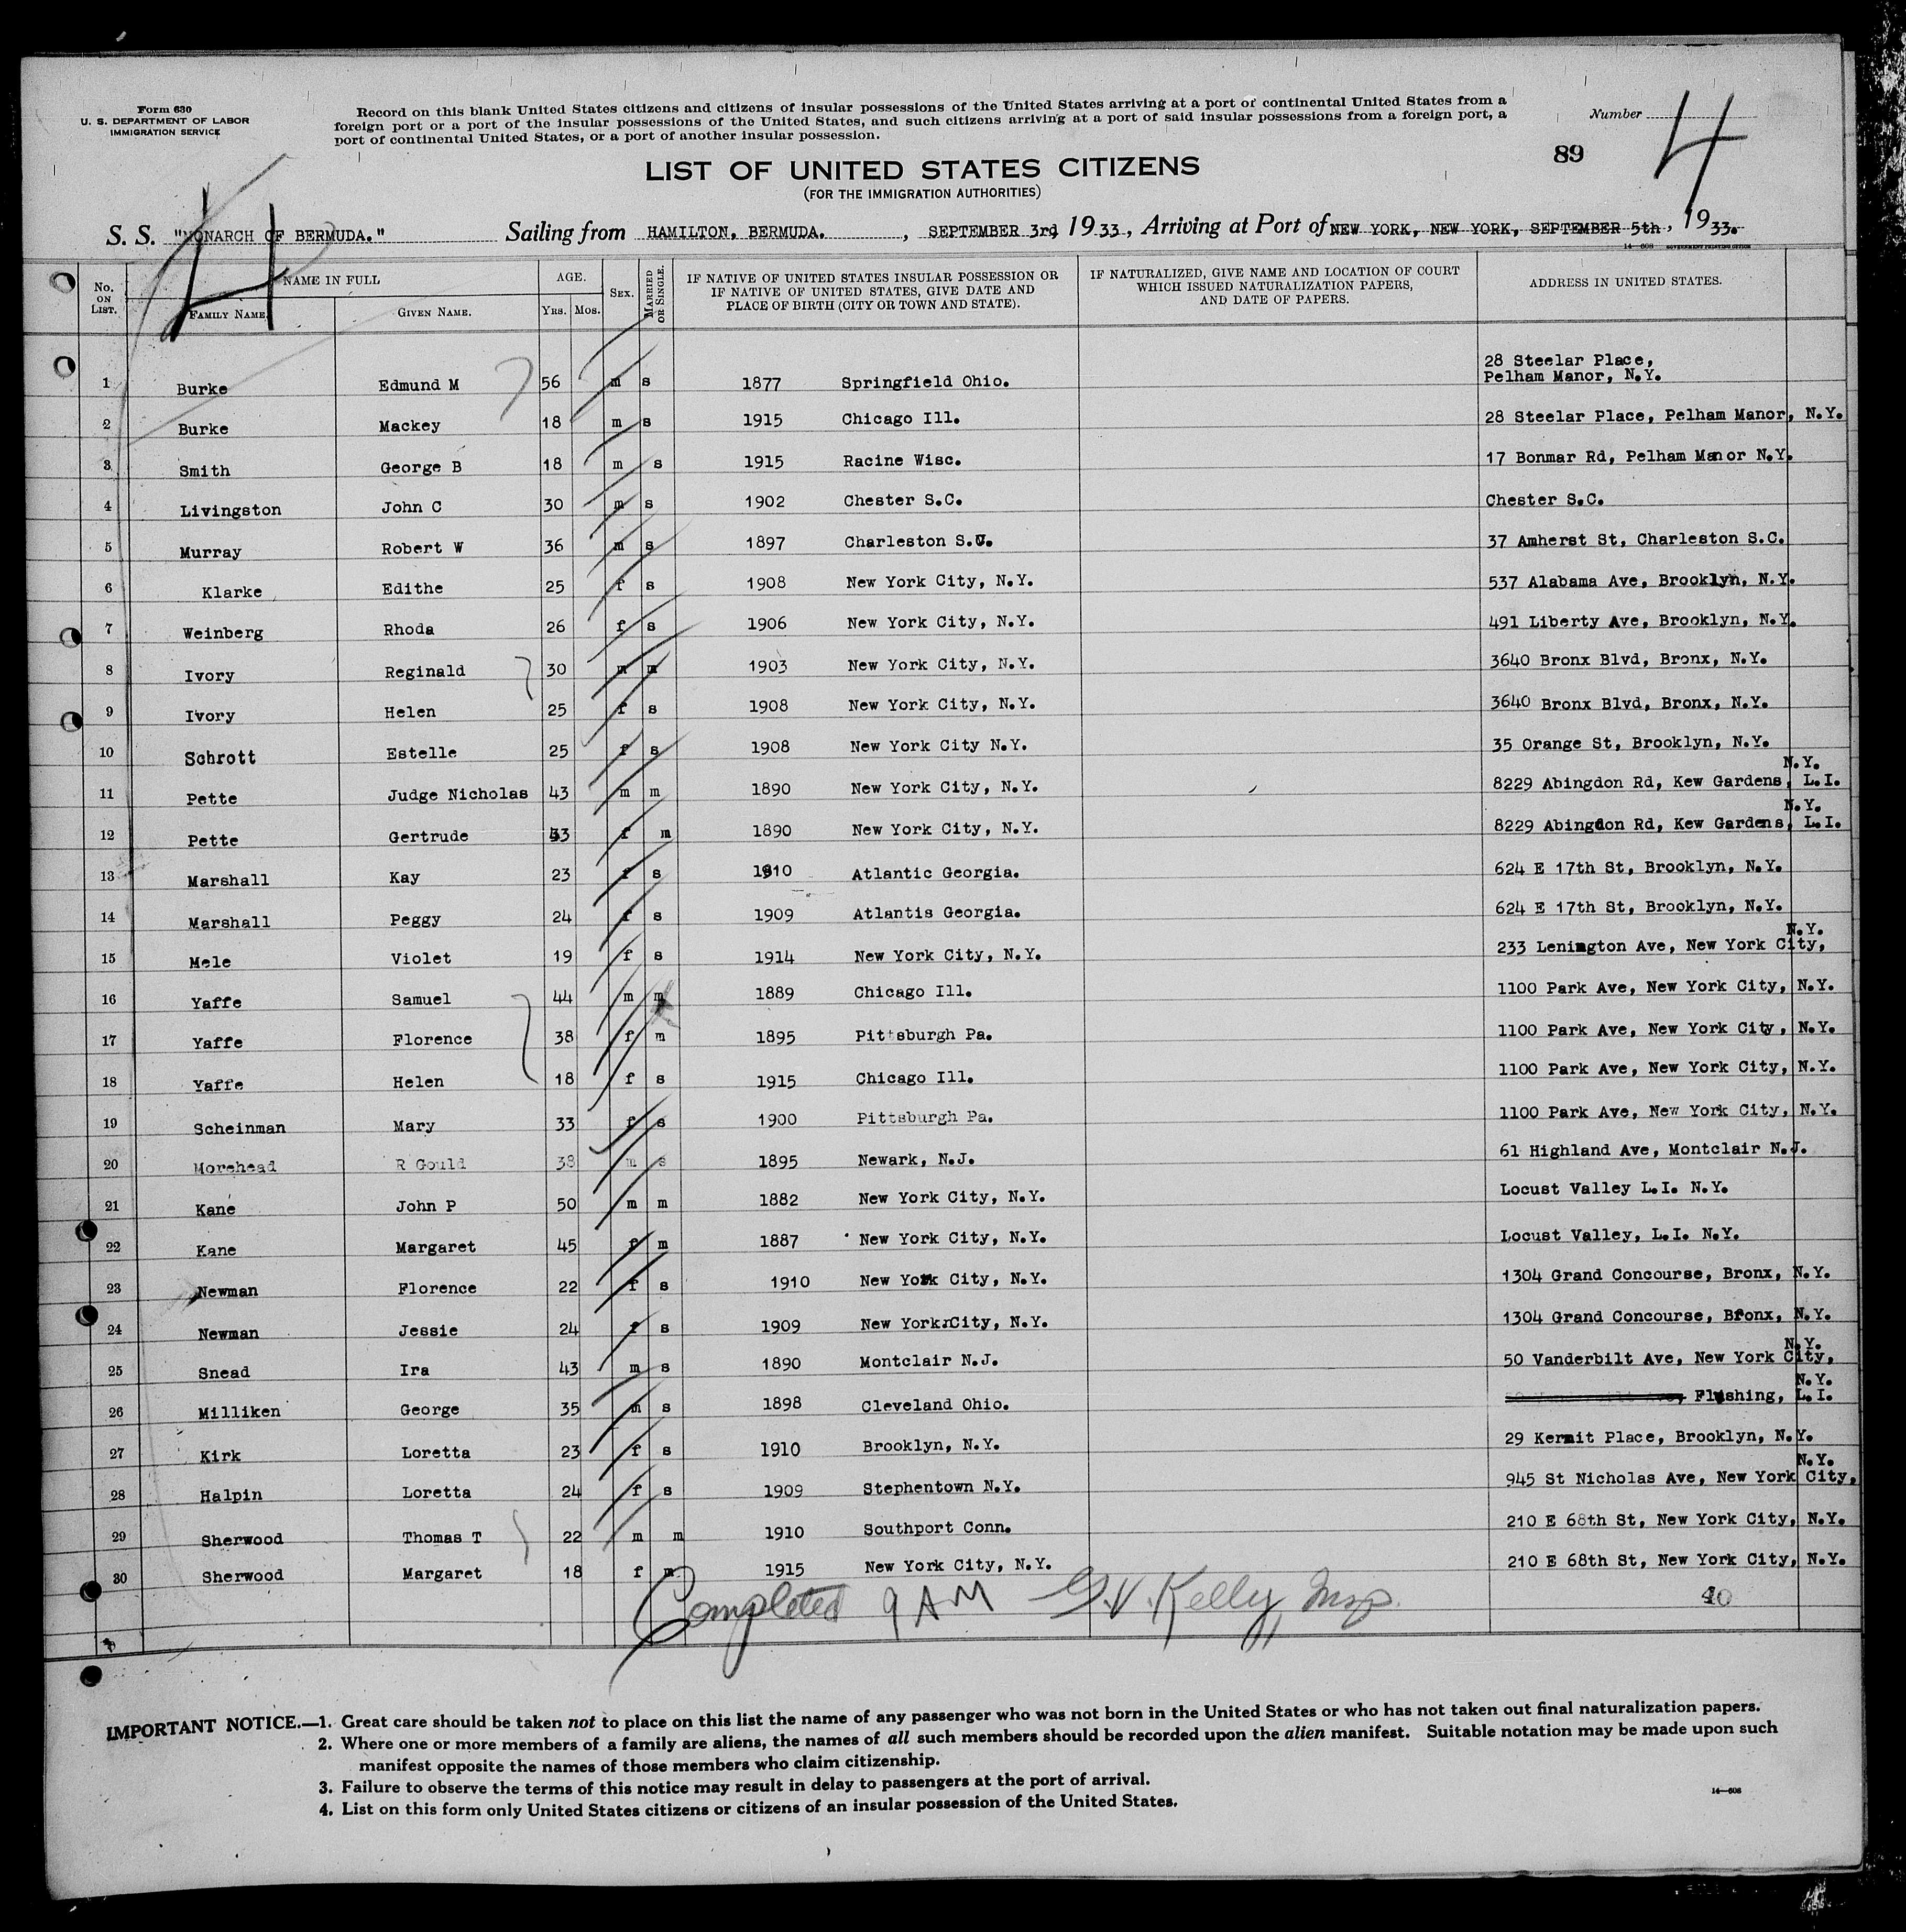 Form 630
U. S. DEPARTMENT OF LABOR
IMMIGRATION SERVICE
Record on this blank United States citizens and citizens of insular possessions of the United States arriving at a port of continental United States from a
foreign port or a port of the insular possessions of the United States, and such citizens arriving at a port of said insular possessions from a foreign port, a
port of continental United States, or a port of another insular possession.
Number 4
89
LIST OF UNITED STATES CITIZENS
(FOR THE IMMIGRATION AUTHORITIES)
S. S. "MONARCH OF BERMUDA." Sailing from HAMILTON, BERMUDA. , SEPTEMBER 3rd, 1933, Arriving at Port of NEW YORK, NEW YORK, SEPTEMBER 5th, 1933.
14—608 GOVERNMENT PRINTING OFFICE
No. ON LIST. NAME IN FULL AGE. SEX. MARRIED OR SINGLE. IF NATIVE OF UNITED STATES INSULAR POSSESSION OR IF NATIVE OF UNITED STATES, GIVE DATE AND PLACE OF BIRTH (CITY OR TOWN AND STATE). IF NATURALIZED, GIVE NAME AND LOCATION OF COURT WHICH ISSUED NATURALIZATION PAPERS, AND DATE OF PAPERS. ADDRESS IN UNITED STATES.
FAMILY NAME. GIVEN NAME. YRS. MOS.
1 Burke Edmund M 56 m s 1877 Springfield Ohio. 28 Steelar Place, Pelham Manor, N.Y.
2 Burke Mackey 18 m s 1915 Chicago Ill. 28 Steelar Place, Pelham Manor, N.Y.
3 Smith George B 18 m s 1915 Racine Wisc. 17 Bonmar Rd, Pelham Manor N.Y.
4 Livingston John C 30 m s 1902 Chester S.C. Chester S.C.
5 Murray Robert W 36 m s 1897 Charleston S.C. 37 Amherst St, Charleston S.C.
6 Klarke Edithe 25 f s 1908 New York City, N.Y. 537 Alabama Ave, Brooklyn, N.Y.
7 Weinberg Rhoda 26 f s 1906 New York City, N.Y. 491 Liberty Ave, Brooklyn, N.Y.
8 Ivory Reginald 30 m m 1903 New York City, N.Y. 3640 Bronx Blvd, Bronx, N.Y.
9 Ivory Helen 25 f s 1908 New York City, N.Y. 3640 Bronx Blvd, Bronx, N.Y.
10 Schrott Estelle 25 f s 1908 New York City N.Y. 35 Orange St, Brooklyn, N.Y.
11 Pette Judge Nicholas 43 m m 1890 New York City, N.Y. 8229 Abingdon Rd, Kew Gardens, L.I. N.Y.
12 Pette Gertrude 43 f m 1890 New York City, N.Y. 8229 Abingdon Rd, Kew Gardens, L.I. N.Y.
13 Marshall Kay 23 f s 1910 Atlantic Georgia. 624 E 17th St, Brooklyn, N.Y.
14 Marshall Peggy 24 f s 1909 Atlantis Georgia. 624 E 17th St, Brooklyn, N.Y.
15 Mele Violet 19 f s 1914 New York City, N.Y. 233 Lenington Ave, New York City, N.Y.
16 Yaffe Samuel 44 m m 1889 Chicago Ill. 1100 Park Ave, New York City, N.Y.
17 Yaffe Florence 38 f m 1895 Pittsburgh Pa. 1100 Park Ave, New York City, N.Y.
18 Yaffe Helen 18 f s 1915 Chicago Ill. 1100 Park Ave, New York City, N.Y.
19 Scheinman Mary 33 f s 1900 Pittsburgh Pa. 1100 Park Ave, New York City, N.Y.
20 Morehead R Gould 38 m s 1895 Newark, N.J. 61 Highland Ave, Montclair N.J.
21 Kane John P 50 m m 1882 New York City, N.Y. Locust Valley L.I. N.Y.
22 Kane Margaret 45 f m 1887 New York City, N.Y. Locust Valley, L.I. N.Y.
23 Newman Florence 22 f s 1910 New York City, N.Y. 1304 Grand Concourse, Bronx, N.Y.
24 Newman Jessie 24 f s 1909 New York City, N.Y. 1304 Grand Concourse, Bronx, N.Y.
25 Snead Ira 43 m s 1890 Montclair N.J. 50 Vanderbilt Ave, New York City, N.Y.
26 Milliken George 35 m s 1898 Cleveland Ohio. Flushing, L.I. N.Y.
27 Kirk Loretta 23 f s 1910 Brooklyn, N.Y. 29 Kermit Place, Brooklyn, N.Y.
28 Halpin Loretta 24 f s 1909 Stephentown N.Y. 945 St Nicholas Ave, New York City, N.Y.
29 Sherwood Thomas T 22 m m 1910 Southport Conn. 210 E 68th St, New York City, N.Y.
30 Sherwood Margaret 18 f m 1915 New York City, N.Y. 210 E 68th St, New York City, N.Y.
Completed 9 AM G.V. Kelly, Insp.
IMPORTANT NOTICE.—1. Great care should be taken not to place on this list the name of any passenger who was not born in the United States or who has not taken out final naturalization papers.
2. Where one or more members of a family are aliens, the names of all such members should be recorded upon the alien manifest. Suitable notation may be made upon such
manifest opposite the names of those members who claim citizenship.
3. Failure to observe the terms of this notice may result in delay to passengers at the port of arrival.
4. List on this form only United States citizens or citizens of an insular possession of the United States.
14—608